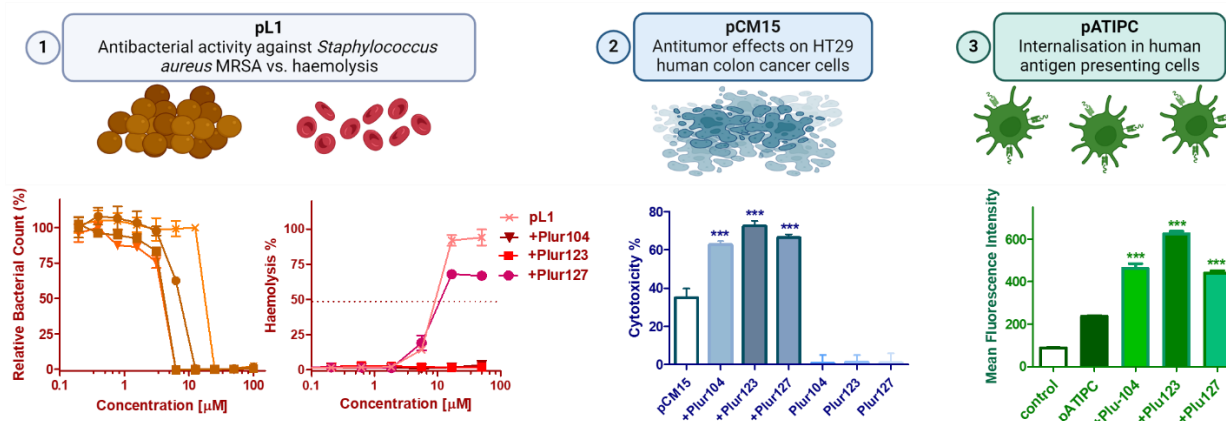 1
pL1
Antibacterial activity against Staphylococcus
aureus MRSA vs. haemolysis
2
pCM15
Antitumor effects on HT29
human colon cancer cells
3
pATIPC
Internalisation in human
antigen presenting cells
Relative Bacterial Count (%)
100
75
50
25
0
0.1
1
10
100
Concentration [µM]
Haemolysis %
100
75
50
25
0
0.1
1
10
100
Concentration [µM]
pL1
+Plur104
+Plur123
+Plur127
Cytotoxicity %
80
60
40
20
0
***
***
***
pCM15
+Plur104
+Plur123
+Plur127
Plur104
Plur123
Plur127
Mean Fluorescence Intensity
600
400
200
0
***
***
***
control
pATIPC
+Plu-104
+Plu123
+Plu127